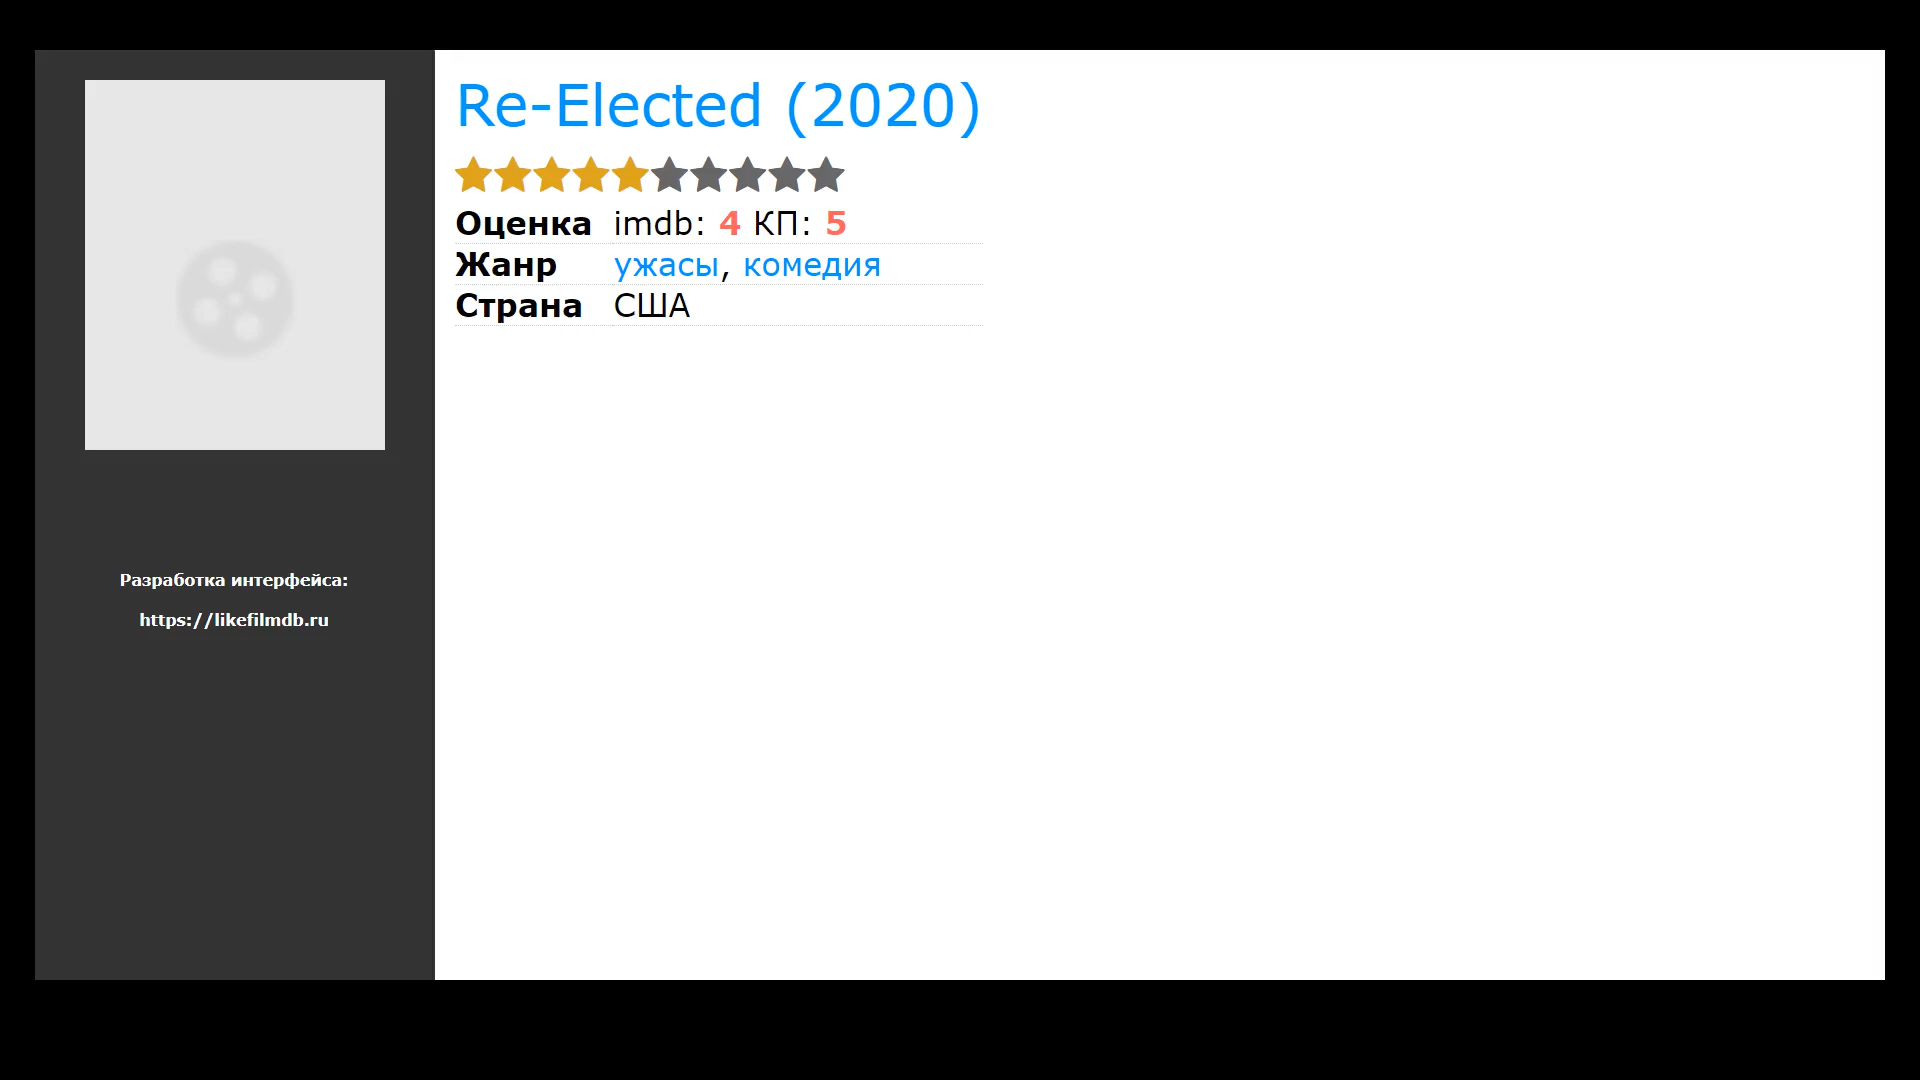 Re-Elected (2020)
Оценка imdb: 4 КП: 5
Жанр ужасы, комедия
Страна США
Разработка интерфейса:
https://likefilmdb.ru